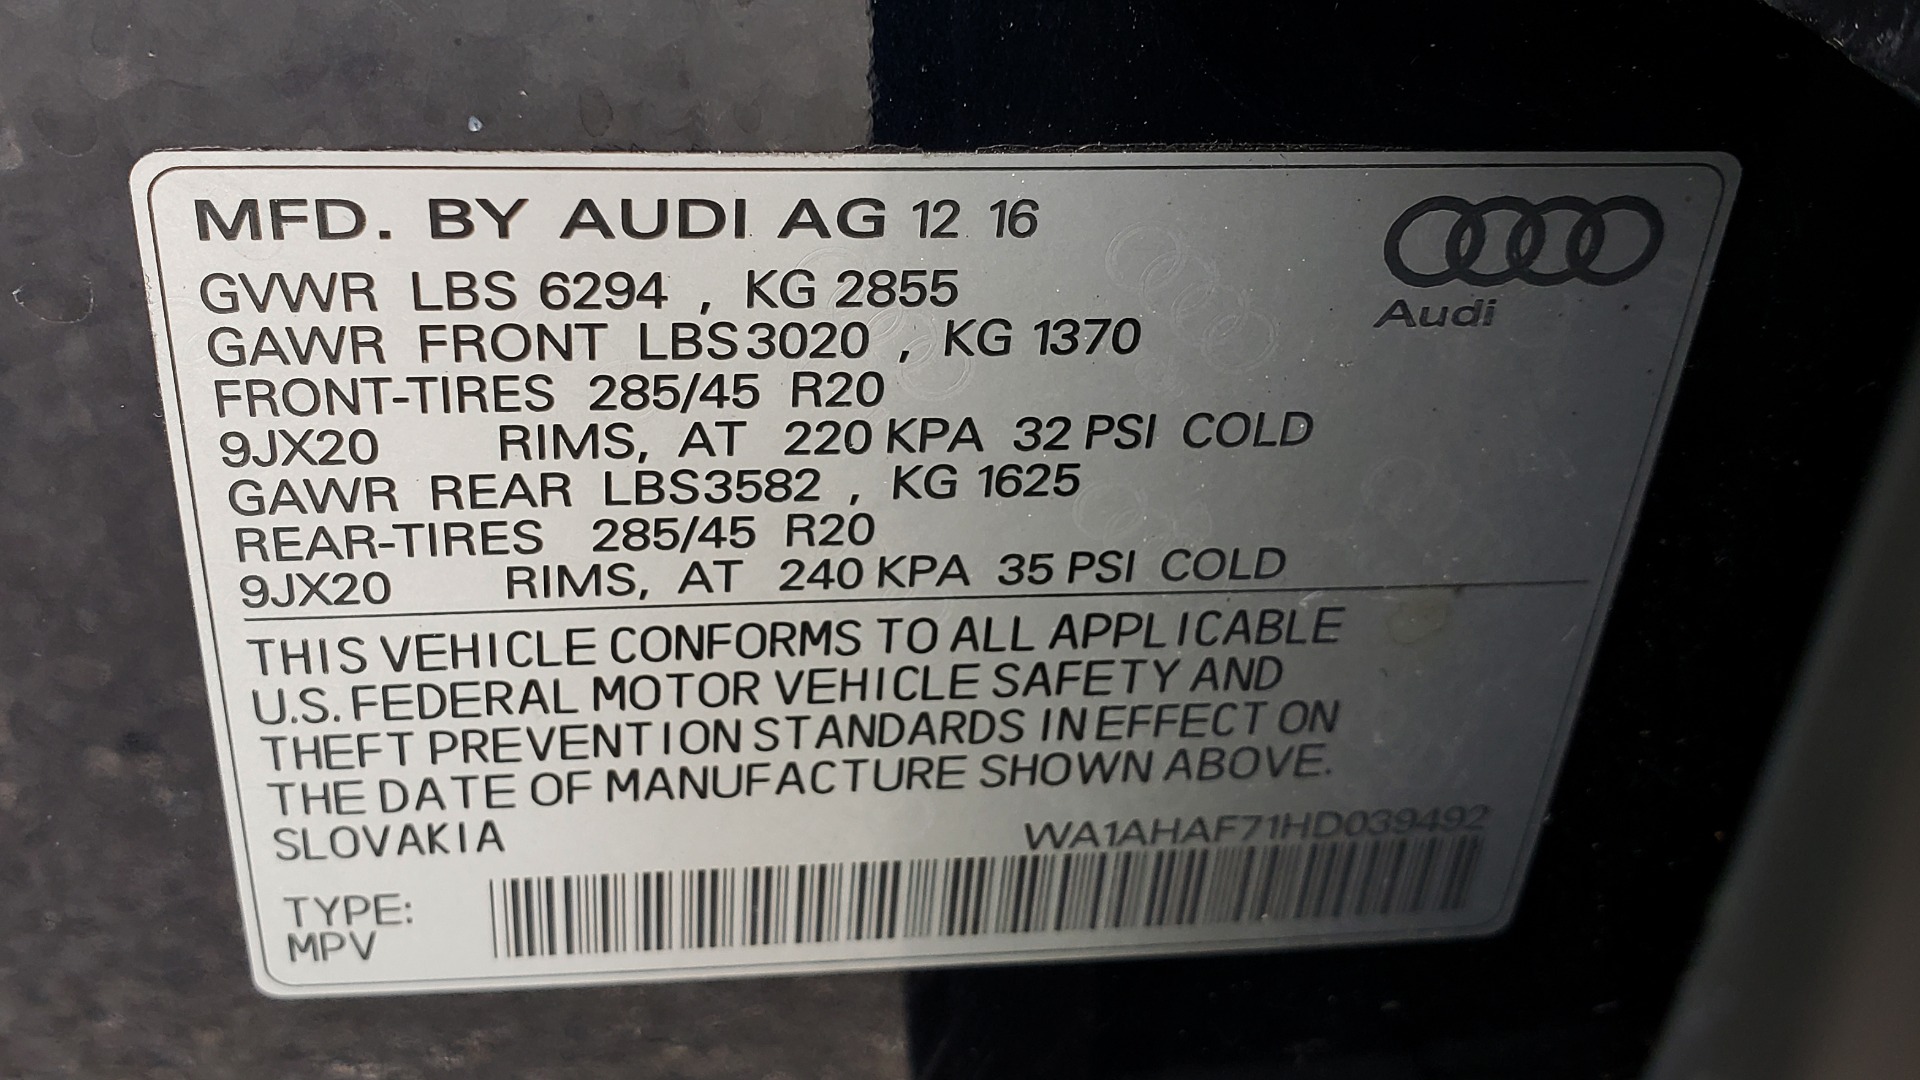 MFD. BY AUDI AG 12 16
GVWR LBS 6294 , KG 2855
GAWR FRONT LBS3020 , KG 1370
FRONT-TIRES 285/45 R20
9JX20 RIMS, AT 220 KPA 32 PSI COLD
GAWR REAR LBS3582 , KG 1625
REAR-TIRES 285/45 R20
9JX20 RIMS, AT 240 KPA 35 PSI COLD
Audi
THIS VEHICLE CONFORMS TO ALL APPLICABLE
U.S. FEDERAL MOTOR VEHICLE SAFETY AND
THEFT PREVENTION STANDARDS IN EFFECT ON
THE DATE OF MANUFACTURE SHOWN ABOVE.
SLOVAKIA WA1AHAF71HD039492
TYPE:
MPV